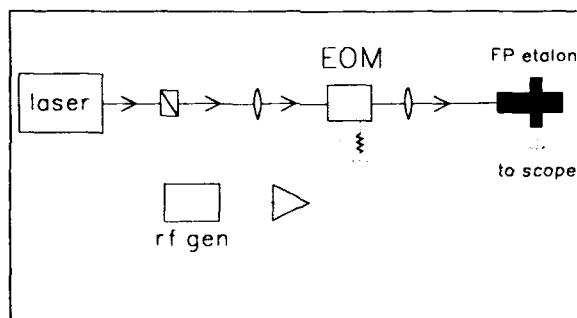 EOM
FP etalon
laser
to scope
rf gen